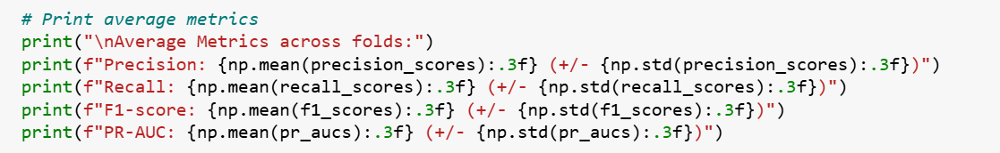 # Print average metrics
print("\nAverage Metrics across folds:")
print(f"Precision: {np.mean(precision_scores):.3f} (+/- {np.std(precision_scores):.3f})")
print(f"Recall: {np.mean(recall_scores):.3f} (+/- {np.std(recall_scores):.3f})")
print(f"F1-score: {np.mean(f1_scores):.3f} (+/- {np.std(f1_scores):.3f})")
print(f"PR-AUC: {np.mean(pr_aucs):.3f} (+/- {np.std(pr_aucs):.3f})")